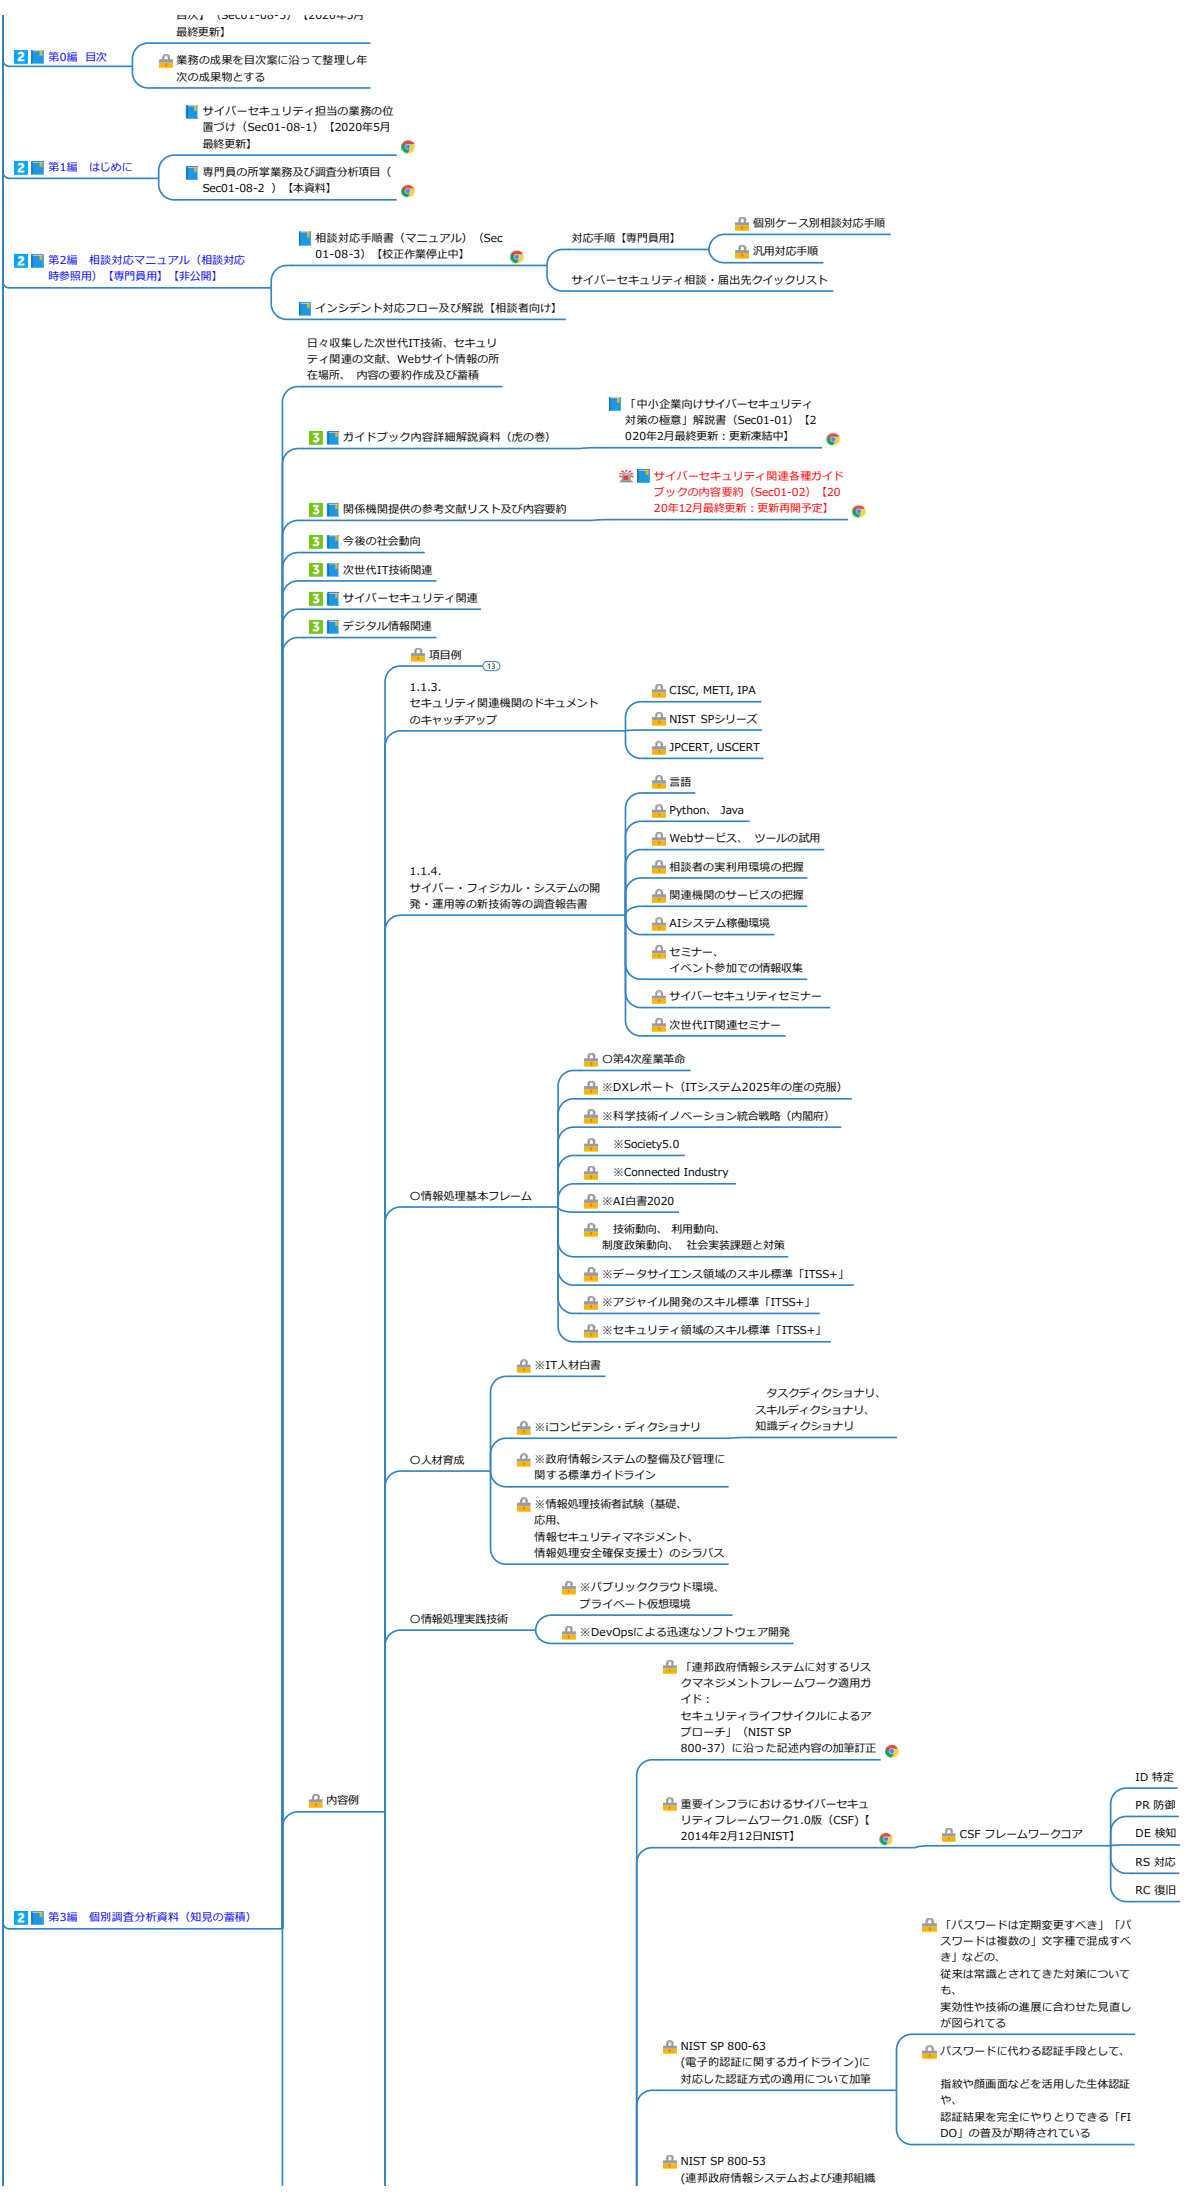 目次】（Sec01-08-5）【2020年5月
最終更新】
業務の成果を目次案に沿って整理し年
次の成果物とする
2 第0編 目次
サイバーセキュリティ担当の業務の位
置づけ（Sec01-08-1）【2020年5月
最終更新】
2 第1編　はじめに
専門員の所掌業務及び調査分析項目（
Sec01-08-2 ）【本資料】
個別ケース別相談対応手順
相談対応手順書（マニュアル）（Sec
01-08-3）【校正作業停止中】
対応手順【専門員用】
汎用対応手順
2 第2編　相談対応マニュアル（相談対応
時参照用）【専門員用】【非公開】
サイバーセキュリティ相談・届出先クイックリスト
インシデント対応フロー及び解説【相談者向け】
日々収集した次世代IT技術、セキュリ
ティ関連の文献、Webサイト情報の所
在場所、 内容の要約作成及び蓄積
「中小企業向けサイバーセキュリティ
対策の極意」解説書（Sec01-01）【2
020年2月最終更新：更新凍結中】
3 ガイドブック内容詳細解説資料（虎の巻）
サイバーセキュリティ関連各種ガイド
ブックの内容要約（Sec01-02）【20
20年12月最終更新：更新再開予定】
3 関係機関提供の参考文献リスト及び内容要約
3 今後の社会動向
3 次世代IT技術関連
3 サイバーセキュリティ関連
3 デジタル情報関連
項目例
13
1.1.3.
セキュリティ関連機関のドキュメント
のキャッチアップ
CISC, METI, IPA
NIST SPシリーズ
JPCERT, USCERT
言語
Python、 Java
Webサービス、 ツールの試用
相談者の実利用環境の把握
1.1.4.
サイバー・フィジカル・システムの開
発・運用等の新技術等の調査報告書
関連機関のサービスの把握
AIシステム稼働環境
セミナー、
イベント参加での情報収集
サイバーセキュリティセミナー
次世代IT関連セミナー
〇第4次産業革命
※DXレポート（ITシステム2025年の崖の克服）
※科学技術イノベーション統合戦略（内閣府）
※Society5.0
※Connected Industry
〇情報処理基本フレーム
※AI白書2020
技術動向、 利用動向、
制度政策動向、 社会実装課題と対策
※データサイエンス領域のスキル標準「ITSS+」
※アジャイル開発のスキル標準「ITSS+」
※セキュリティ領域のスキル標準「ITSS+」
※IT人材白書
タスクディクショナリ、
スキルディクショナリ、
知識ディクショナリ
※iコンピテンシ・ディクショナリ
〇人材育成
※政府情報システムの整備及び管理に
関する標準ガイドライン
※情報処理技術者試験（基礎、
応用、
情報セキュリティマネジメント、
情報処理安全確保支援士）のシラバス
※パブリッククラウド環境、
プライベート仮想環境
〇情報処理実践技術
※DevOpsによる迅速なソフトウェア開発
「連邦政府情報システムに対するリス
クマネジメントフレームワーク適用ガ
イド：
セキュリティライフサイクルによるア
プローチ」（NIST SP
800-37）に沿った記述内容の加筆訂正
内容例
重要インフラにおけるサイバーセキュ
リティフレームワーク1.0版（CSF)【
2014年2月12日NIST】
CSF フレームワークコア
ID 特定
PR 防御
DE 検知
RS 対応
RC 復旧
2 第3編　個別調査分析資料（知見の蓄積）
「パスワードは定期変更すべき」「パ
スワードは複数の」文字種で混成すべ
き」などの、
従来は常識とされてきた対策について
も、
実効性や技術の進展に合わせた見直し
が図られてる
NIST SP 800-63
(電子的認証に関するガイドライン)に
対応した認証方式の適用について加筆
パスワードに代わる認証手段として、
指紋や顔画面などを活用した生体認証
や、
認証結果を完全にやりとりできる「FI
DO」の普及が期待されている
NIST SP 800-53
(連邦政府情報システムおよび連邦組織